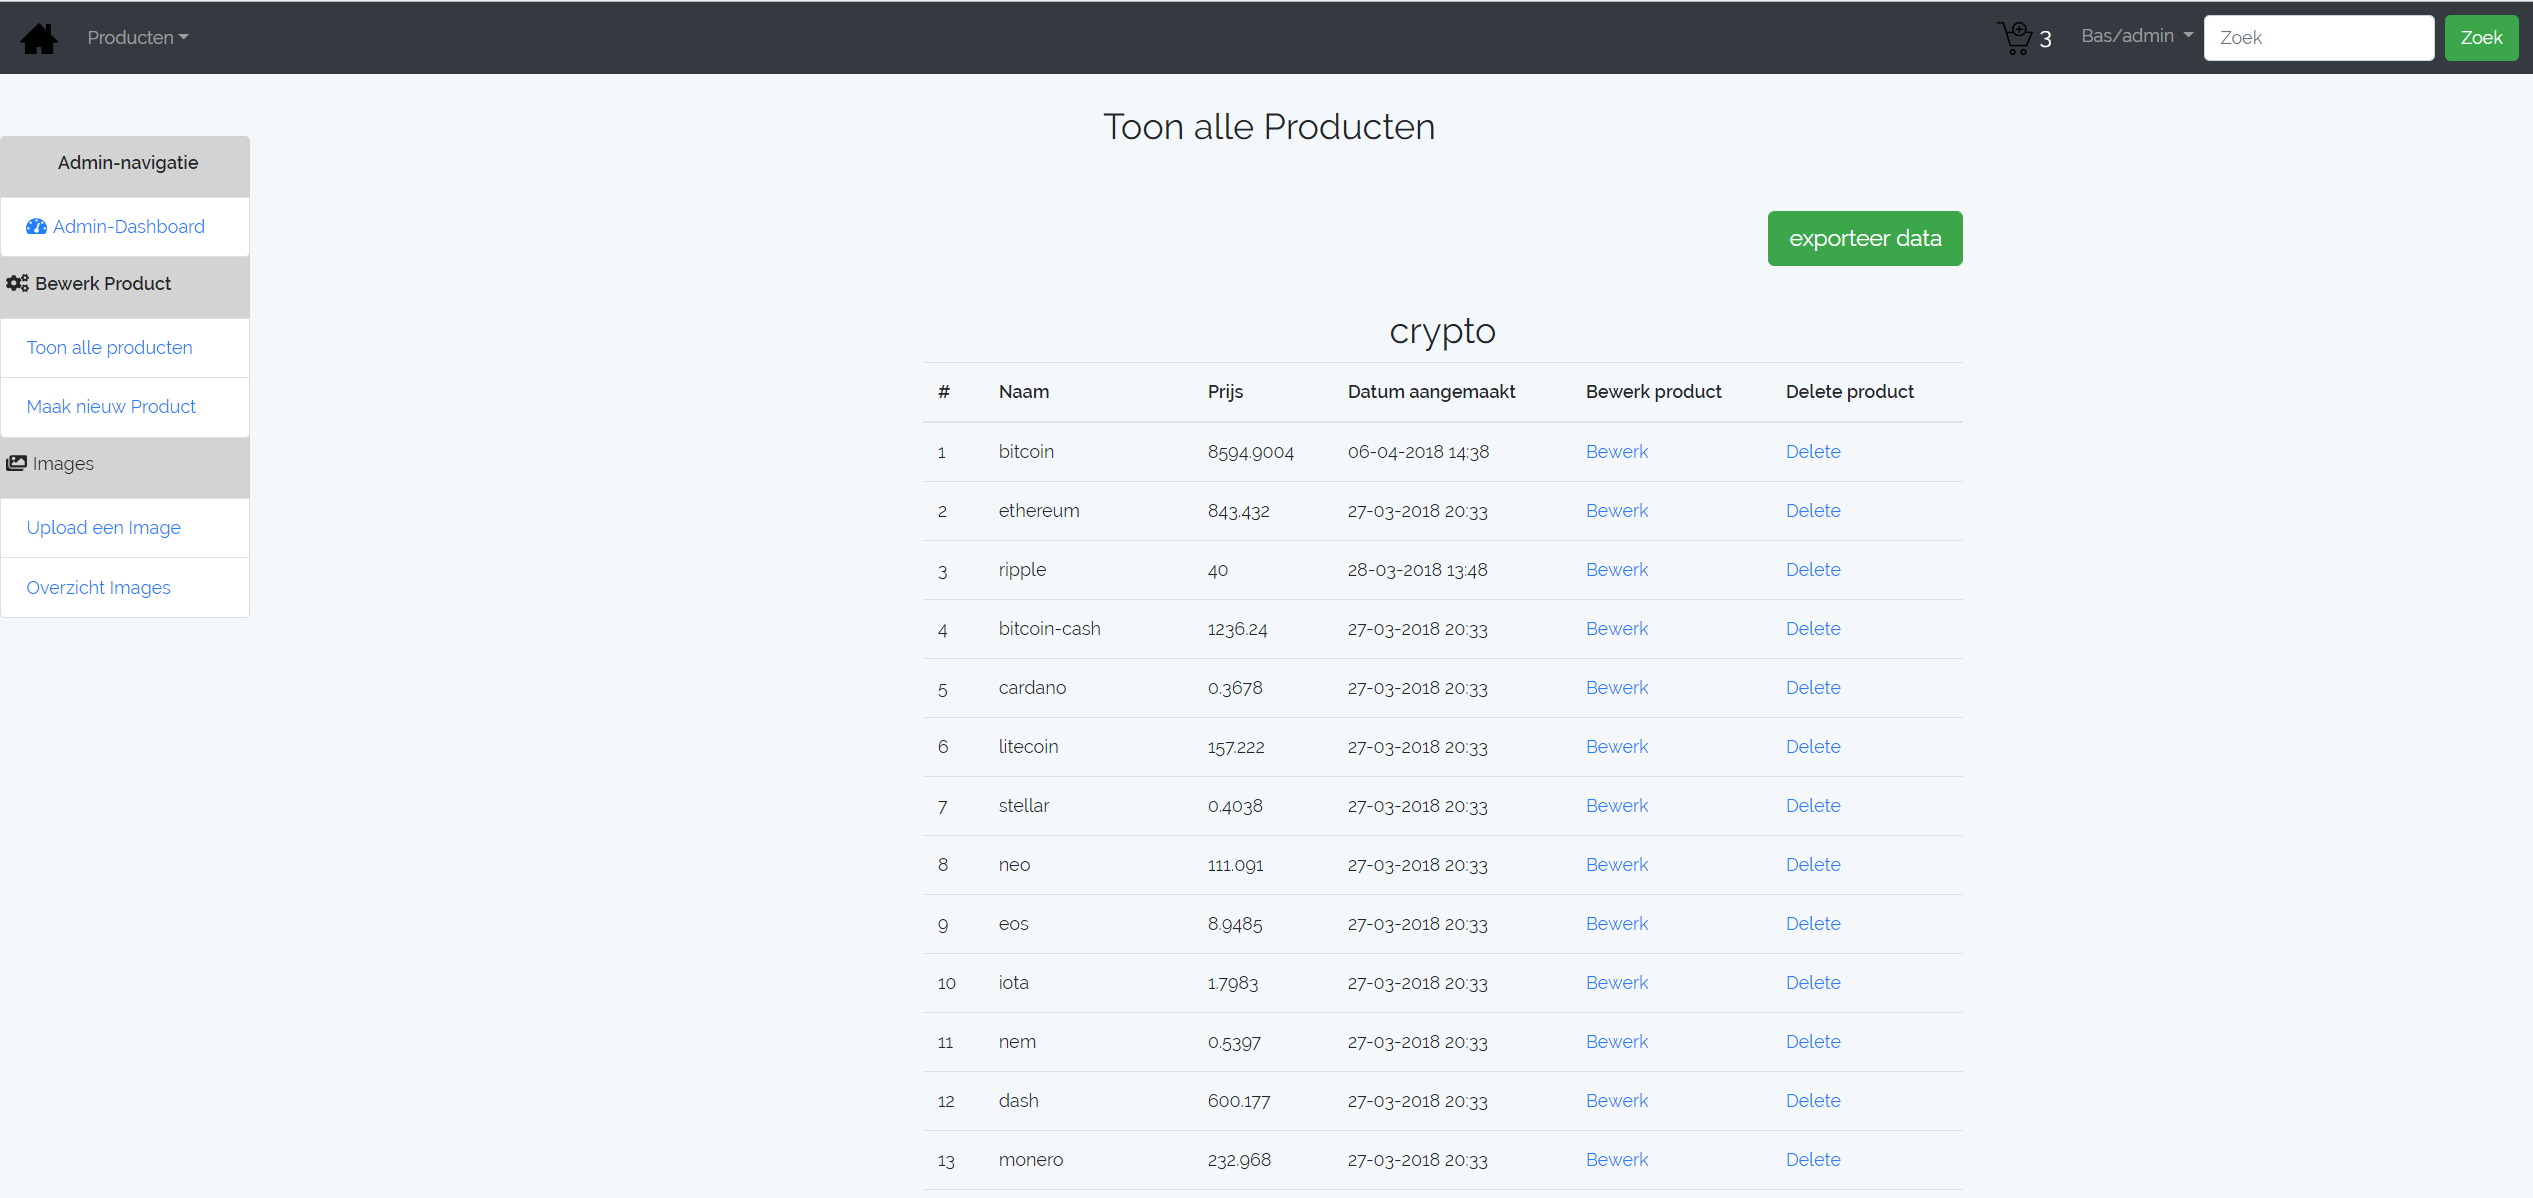 Producten
3
Bas/admin
Zoek
Zoek
Toon alle Producten
Admin-navigatie
Admin-Dashboard
Bewerk Product
Toon alle producten
Maak nieuw Product
Images
Upload een Image
Overzicht Images
exporteer data
crypto
# Naam Prijs Datum aangemaakt Bewerk product Delete product
1 bitcoin 8594.9004 06-04-2018 14:38 Bewerk Delete
2 ethereum 843.432 27-03-2018 20:33 Bewerk Delete
3 ripple 40 28-03-2018 13:48 Bewerk Delete
4 bitcoin-cash 1236.24 27-03-2018 20:33 Bewerk Delete
5 cardano 0.3678 27-03-2018 20:33 Bewerk Delete
6 litecoin 157.222 27-03-2018 20:33 Bewerk Delete
7 stellar 0.4038 27-03-2018 20:33 Bewerk Delete
8 neo 111.091 27-03-2018 20:33 Bewerk Delete
9 eos 8.9485 27-03-2018 20:33 Bewerk Delete
10 iota 1.7983 27-03-2018 20:33 Bewerk Delete
11 nem 0.5397 27-03-2018 20:33 Bewerk Delete
12 dash 600.177 27-03-2018 20:33 Bewerk Delete
13 monero 232.968 27-03-2018 20:33 Bewerk Delete